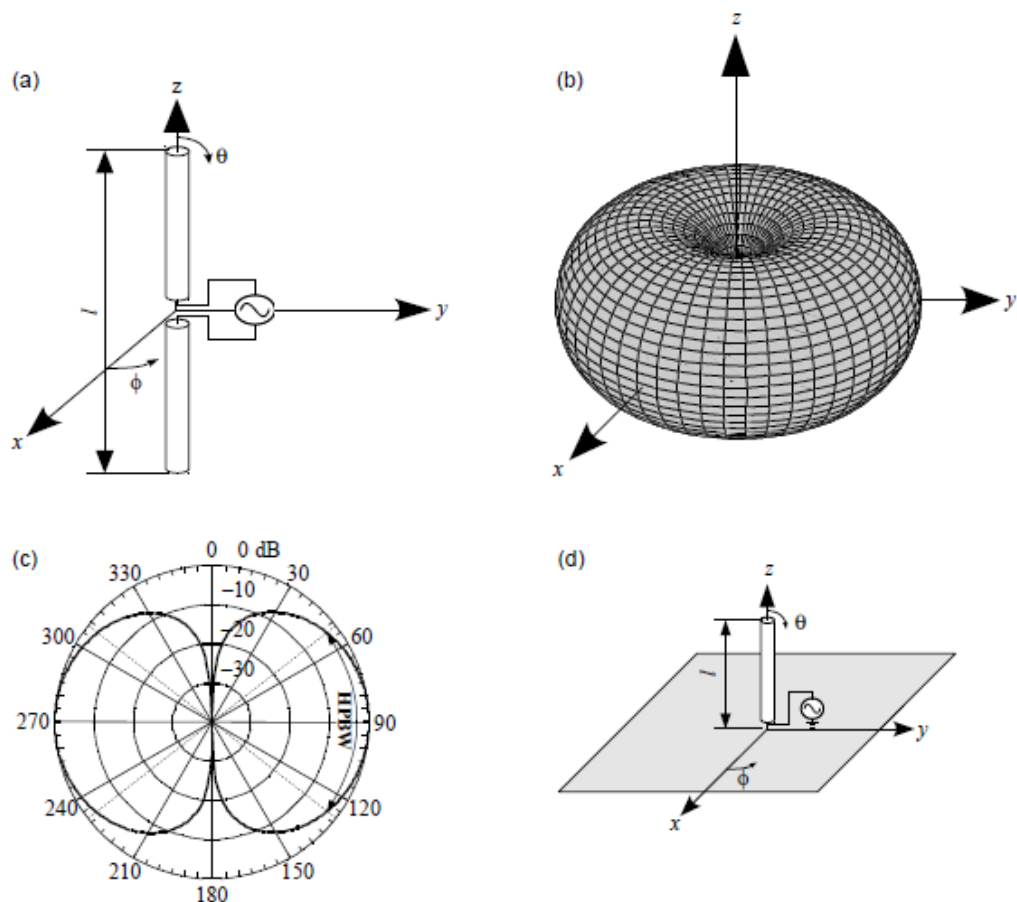 (a)
z
θ
l
y
ϕ
x
(b)
z
y
x
(c)
0 0 dB
330 30
–10
300 60
–20
–30
270 90
HPBW
240 120
210 150
180
(d)
z
θ
l
y
ϕ
x